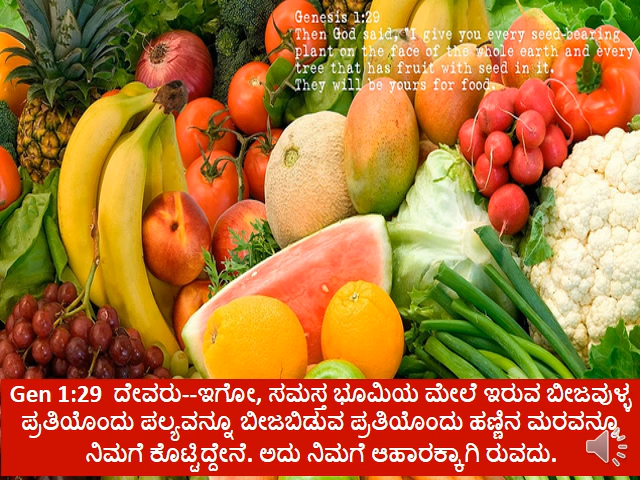 Genesis 1:29
Then God said, "I give you every seed-bearing
plant on the face of the whole earth and every
tree that has fruit with seed in it.
They will be yours for food.
Gen 1:29 ದೇವರು--ಇಗೋ, ಸಮಸ್ತ ಭೂಮಿಯ ಮೇಲೆ ಇರುವ ಬೀಜವುಳ್ಳ
ಪ್ರತಿಯೊಂದು ಪಲ್ಯವನ್ನೂ ಬೀಜಬಿಡುವ ಪ್ರತಿಯೊಂದು ಹಣ್ಣಿನ ಮರವನ್ನೂ
ನಿಮಗೆ ಕೊಟ್ಟಿದ್ದೇನೆ. ಅದು ನಿಮಗೆ ಆಹಾರಕ್ಕಾಗಿ ರುವದು.